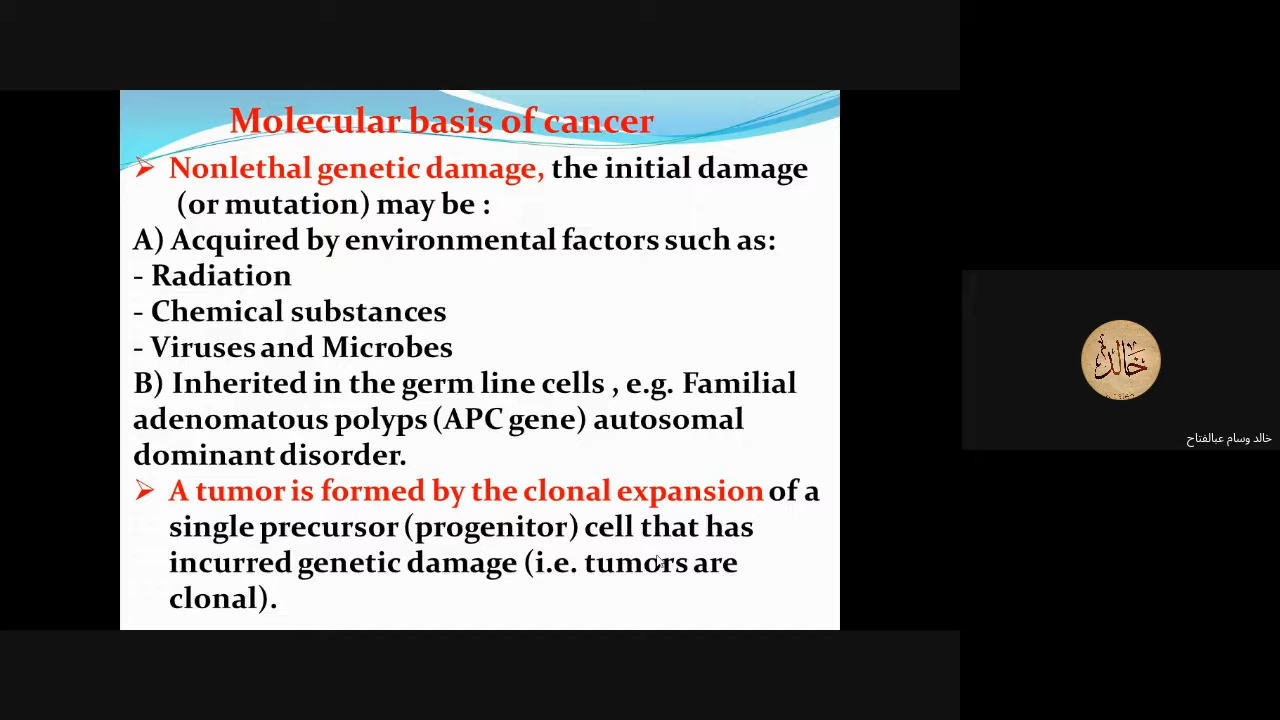 Molecular basis of cancer
Nonlethal genetic damage, the initial damage
(or mutation) may be :
A) Acquired by environmental factors such as:
- Radiation
- Chemical substances
- Viruses and Microbes
B) Inherited in the germ line cells , e.g. Familial
adenomatous polyps (APC gene) autosomal
dominant disorder.
A tumor is formed by the clonal expansion of a
single precursor (progenitor) cell that has
incurred genetic damage (i.e. tumors are
clonal).
خالد
خالد وسام عبالفتاح